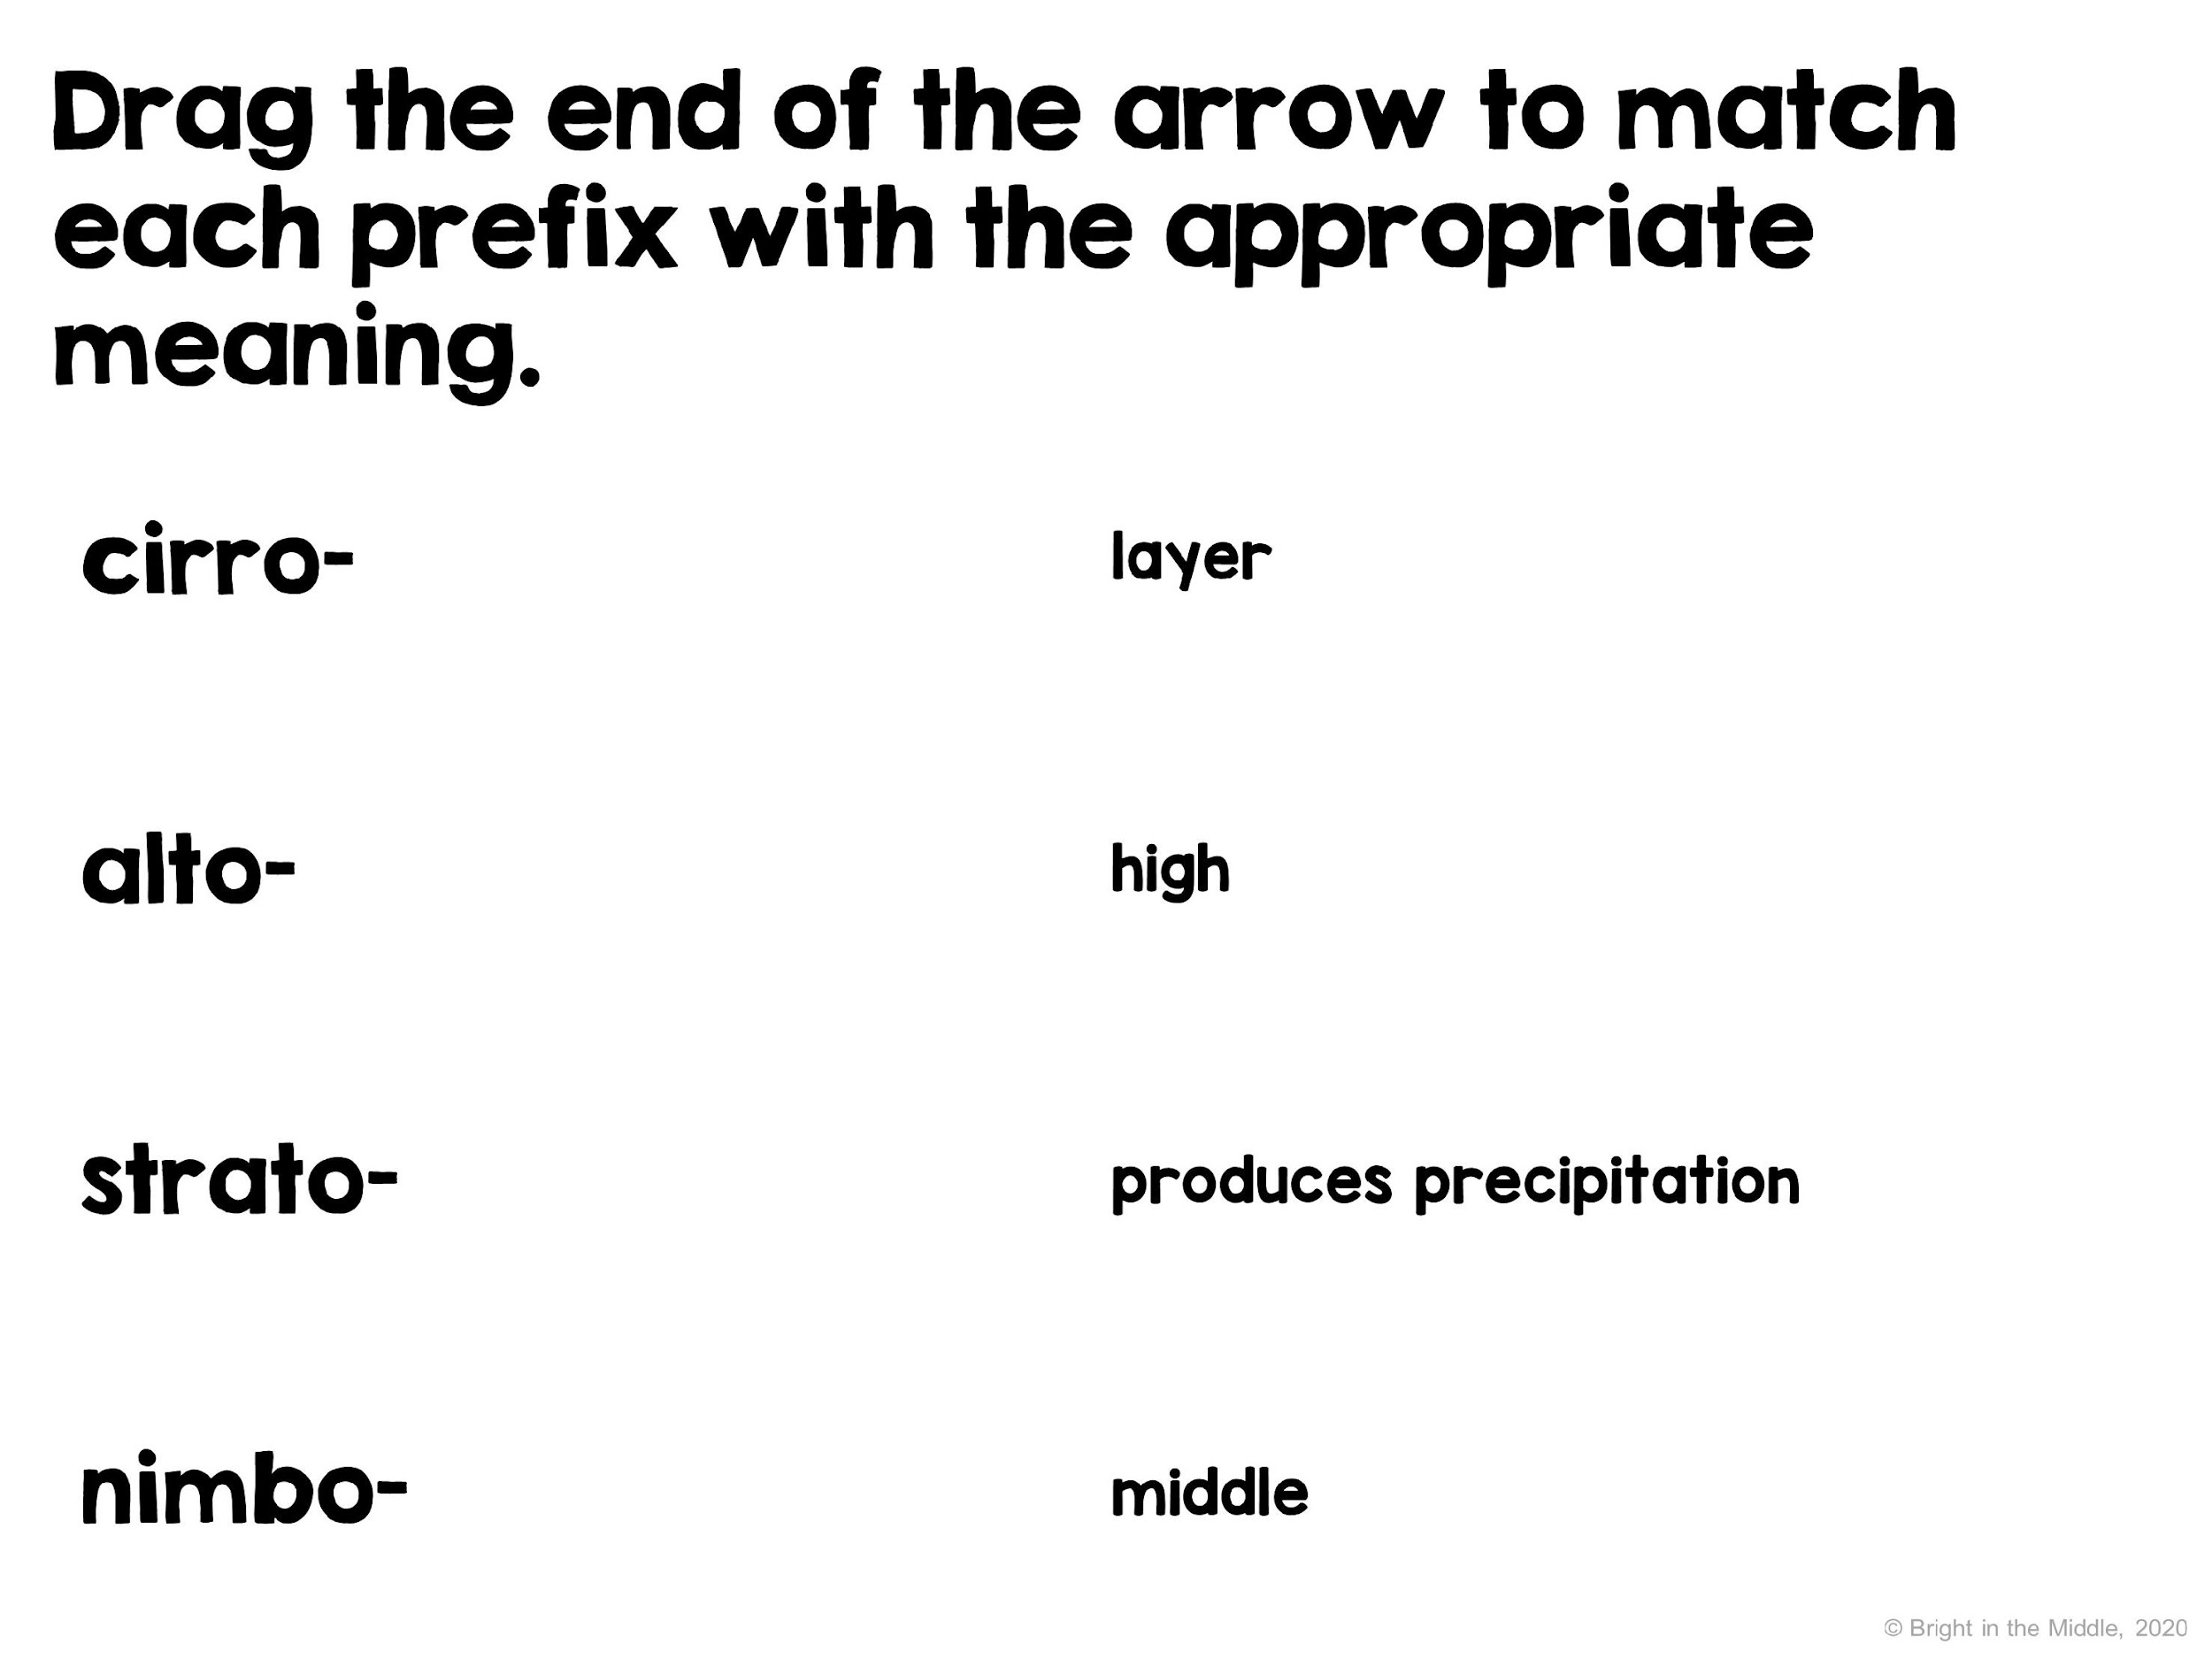 Drag the end of the arrow to match
each prefix with the appropriate
meaning.
cirro-
layer
alto-
high
strato-
produces precipitation
nimbo-
middle
© Bright in the Middle, 2020